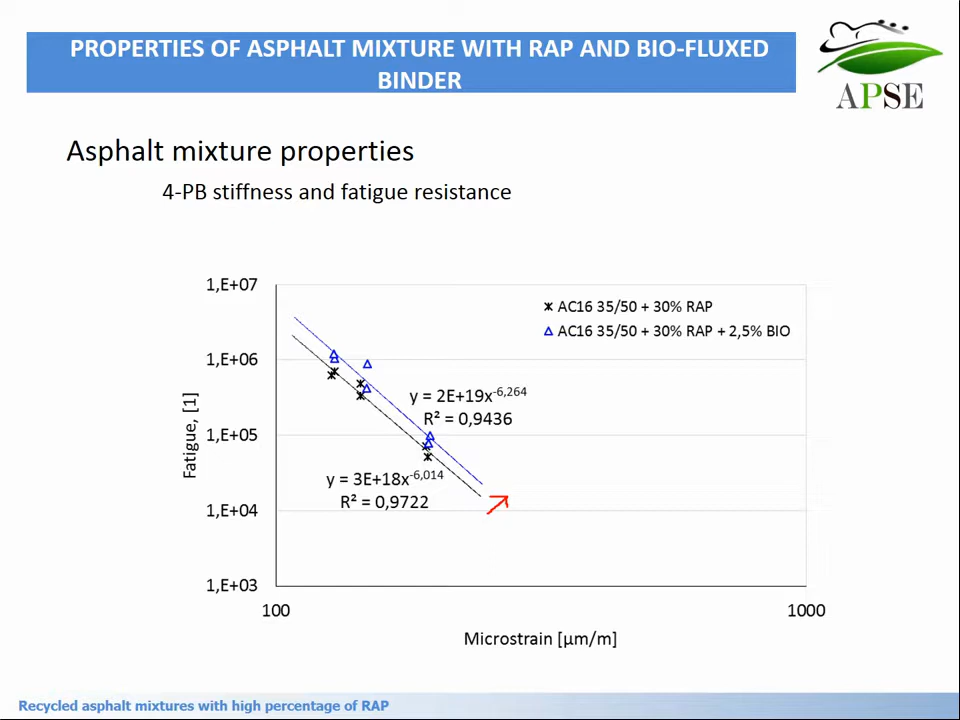 PROPERTIES OF ASPHALT MIXTURE WITH RAP AND BIO-FLUXED
BINDER
APSE
Asphalt mixture properties
4-PB stiffness and fatigue resistance
1,E+07
1,E+06
1,E+05
1,E+04
1,E+03
Fatigue, [1]
AC16 35/50 + 30% RAP
AC16 35/50 + 30% RAP + 2,5% BIO
y = 2E+19x^-6,264
R² = 0,9436
y = 3E+18x^-6,014
R² = 0,9722
100
1000
Microstrain [µm/m]
Recycled asphalt mixtures with high percentage of RAP